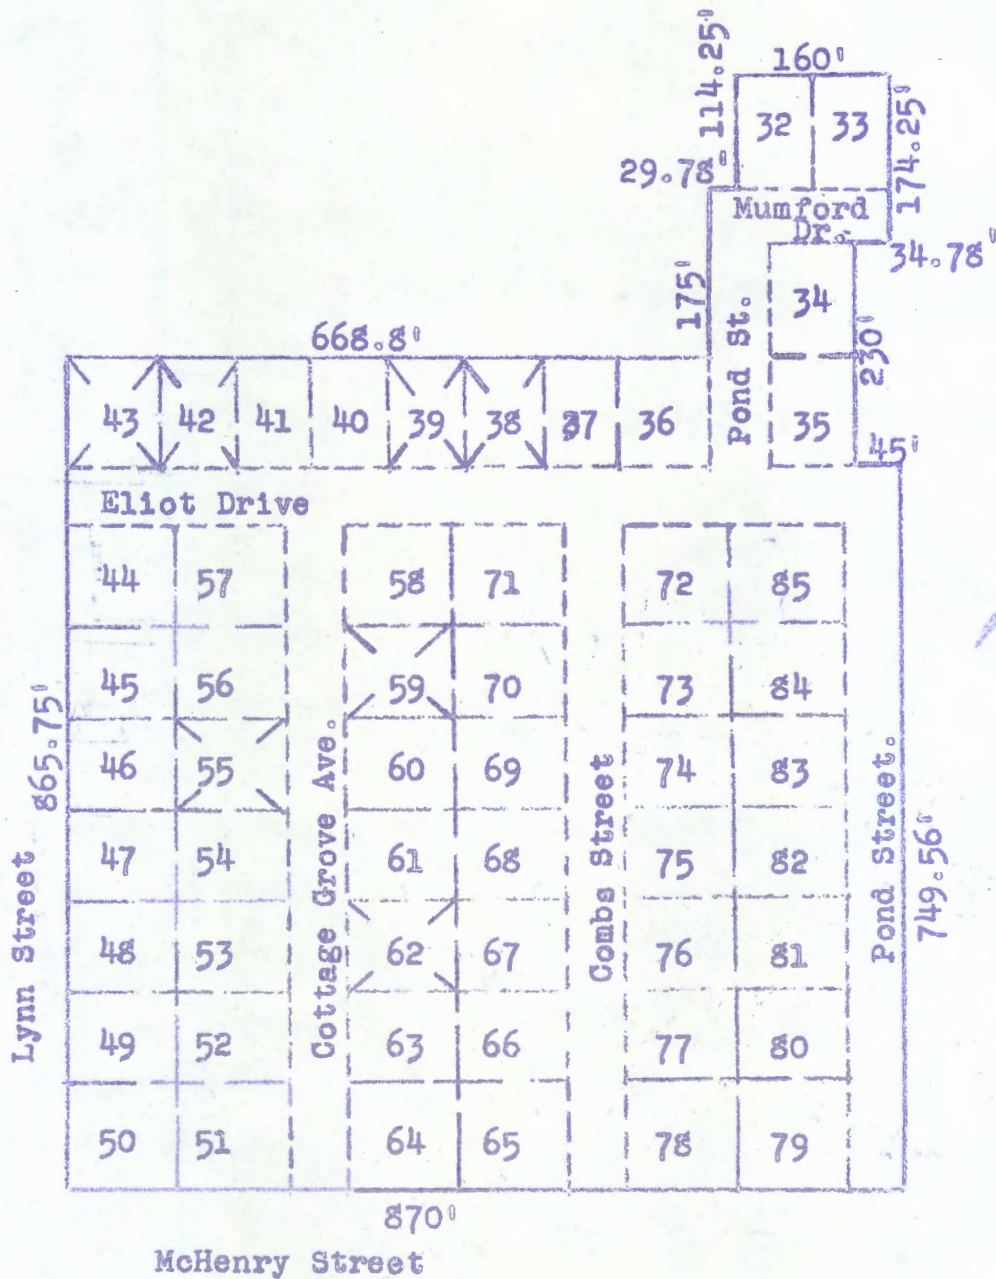 160'
114.25'
32 33
174.25'
29.78'
Mumford
Dr.
34.78'
175'
Pond St.
34
230'
668.8'
43 42 41 40 39 38 37 36
35
45'
Eliot Drive
44 57 58 71 72 85
45 56 59 70 73 84
46 55 60 69 74 83
47 54 61 68 75 82
48 53 62 67 76 81
49 52 63 66 77 80
50 51 64 65 78 79
Lynn Street 865.75'
Cottage Grove Ave.
Combs Street
Pond Street.
749.56'
870'
McHenry Street